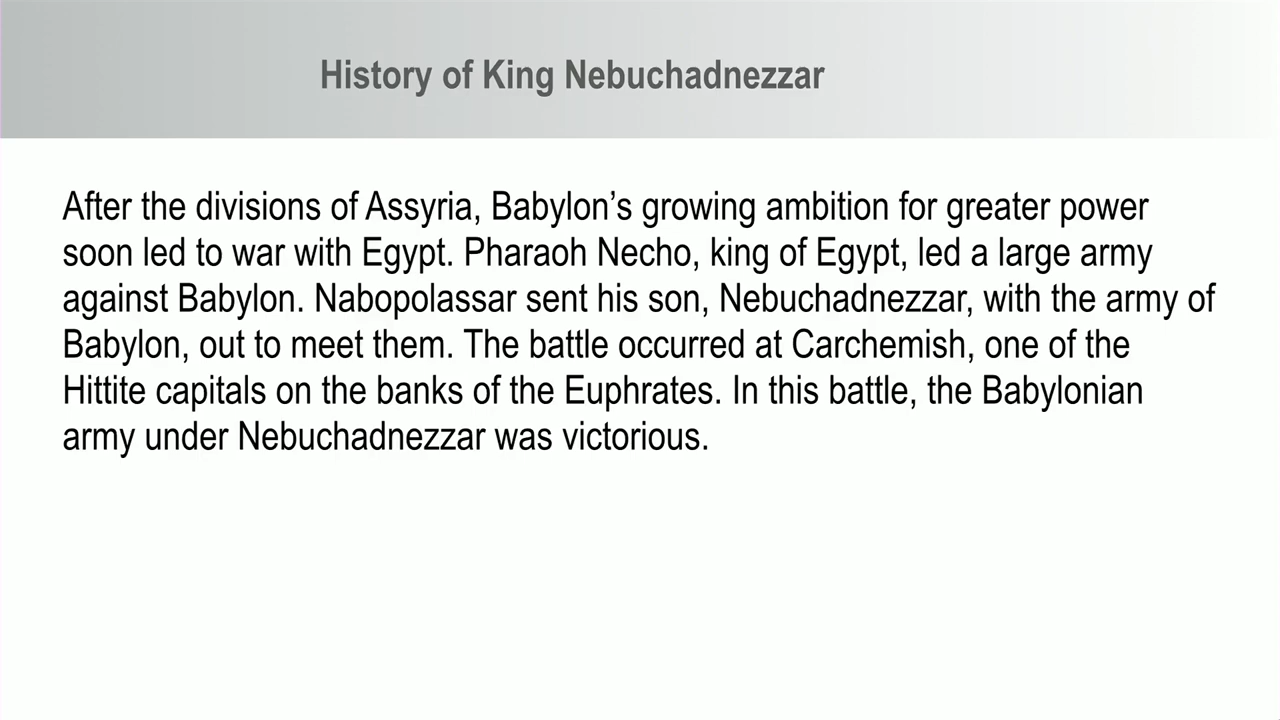 History of King Nebuchadnezzar
After the divisions of Assyria, Babylon’s growing ambition for greater power
soon led to war with Egypt. Pharaoh Necho, king of Egypt, led a large army
against Babylon. Nabopolassar sent his son, Nebuchadnezzar, with the army of
Babylon, out to meet them. The battle occurred at Carchemish, one of the
Hittite capitals on the banks of the Euphrates. In this battle, the Babylonian
army under Nebuchadnezzar was victorious.